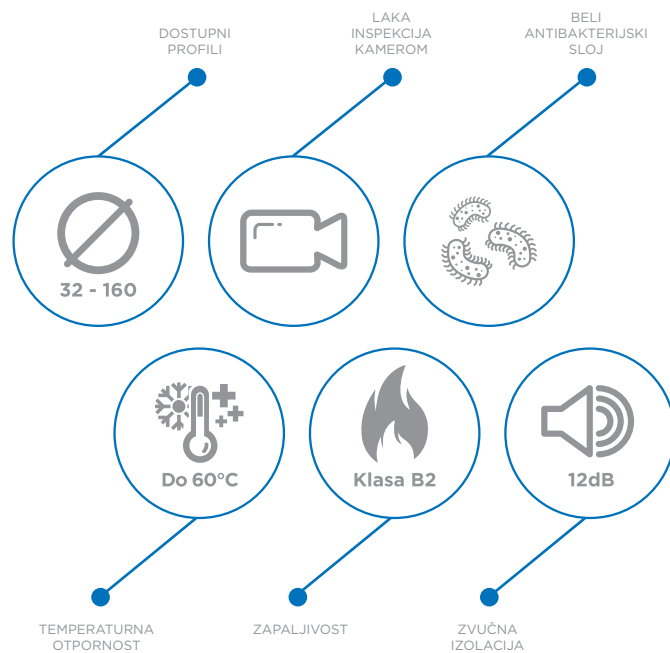 DOSTUPNI
PROFILI
LAKA
INSPEKCIJA
KAMEROM
BELI
ANTIBAKTERIJSKI
SLOJ
32 - 160
Do 60°C
Klasa B2
12dB
TEMPERATURNA
OTPORNOST
ZAPALJIVOST
ZVUČNA
IZOLACIJA